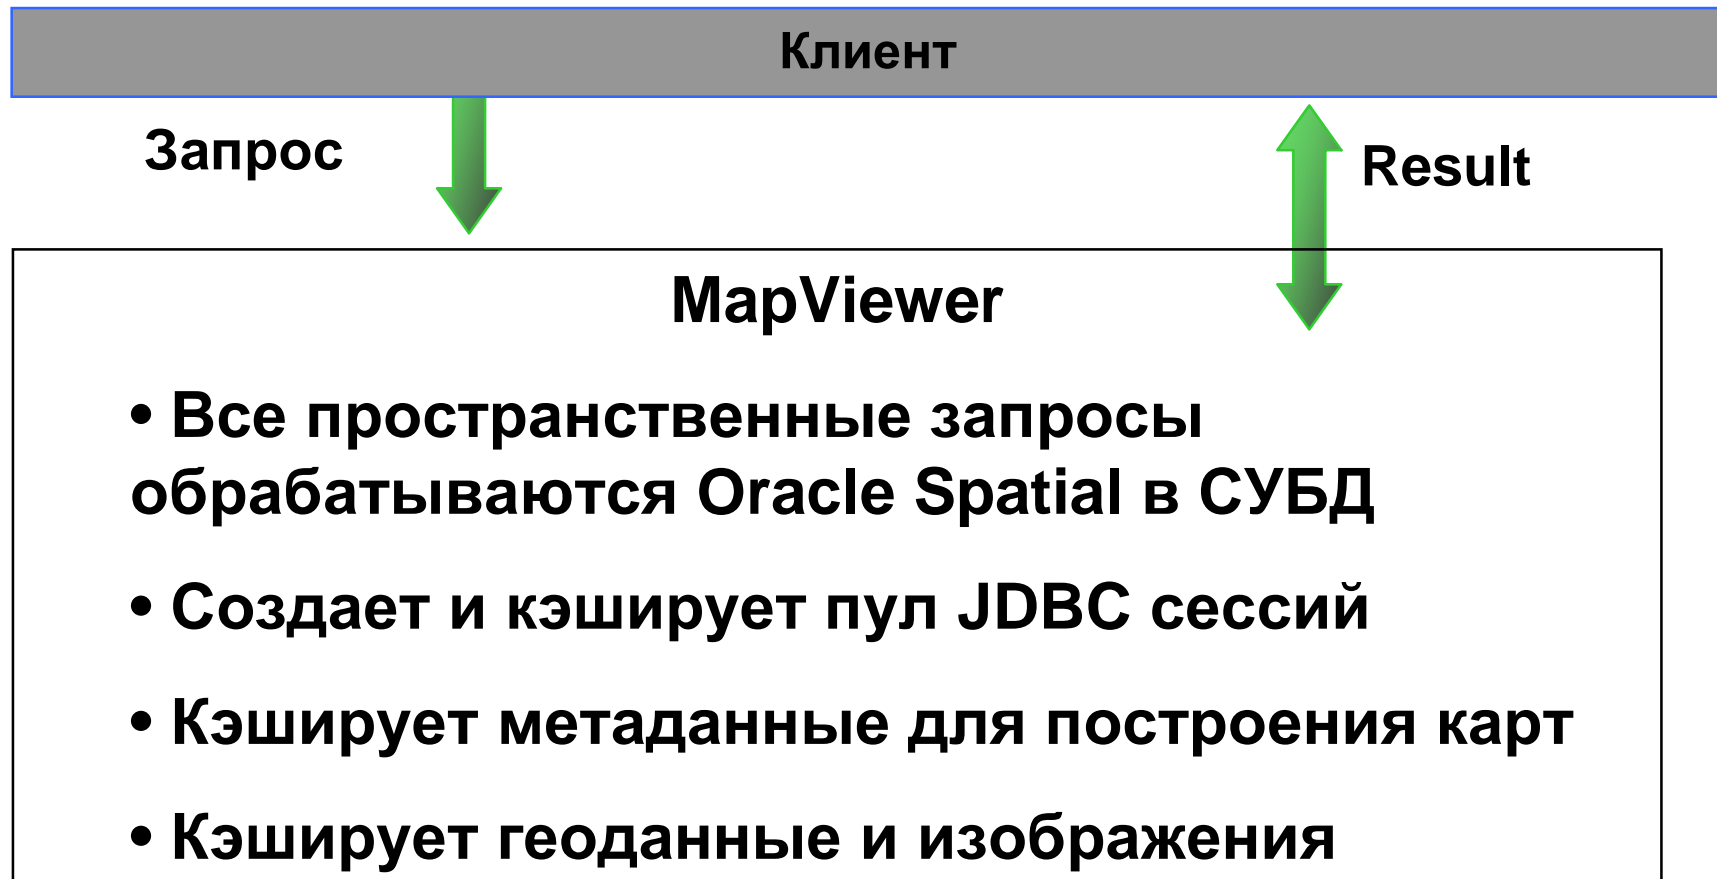 Клиент
Запрос
Result
MapViewer
• Все пространственные запросы
обрабатываются Oracle Spatial в СУБД
• Создает и кэширует пул JDBC сессий
• Кэширует метаданные для построения карт
• Кэширует геоданные и изображения